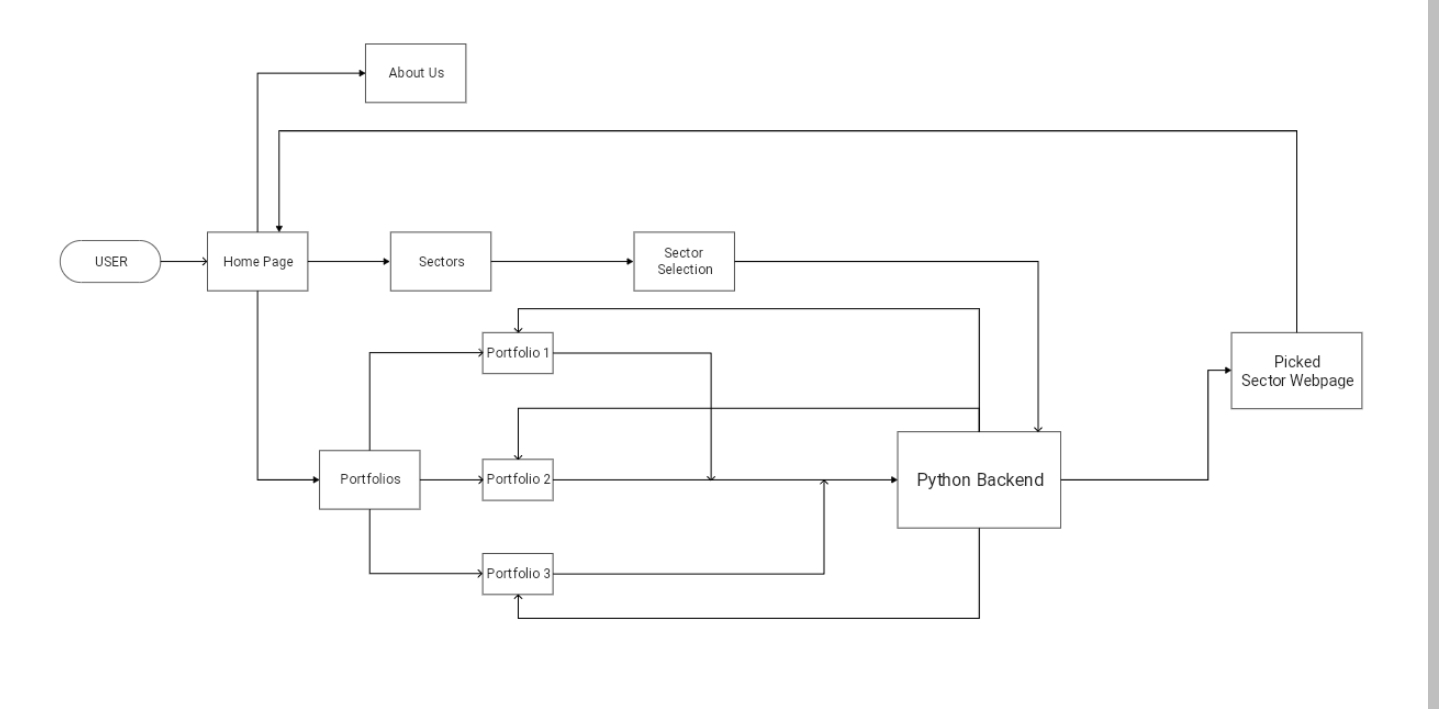 About Us
USER
Home Page
Sectors
Sector
Selection
Portfolio 1
Picked
Sector Webpage
Portfolios
Portfolio 2
Python Backend
Portfolio 3